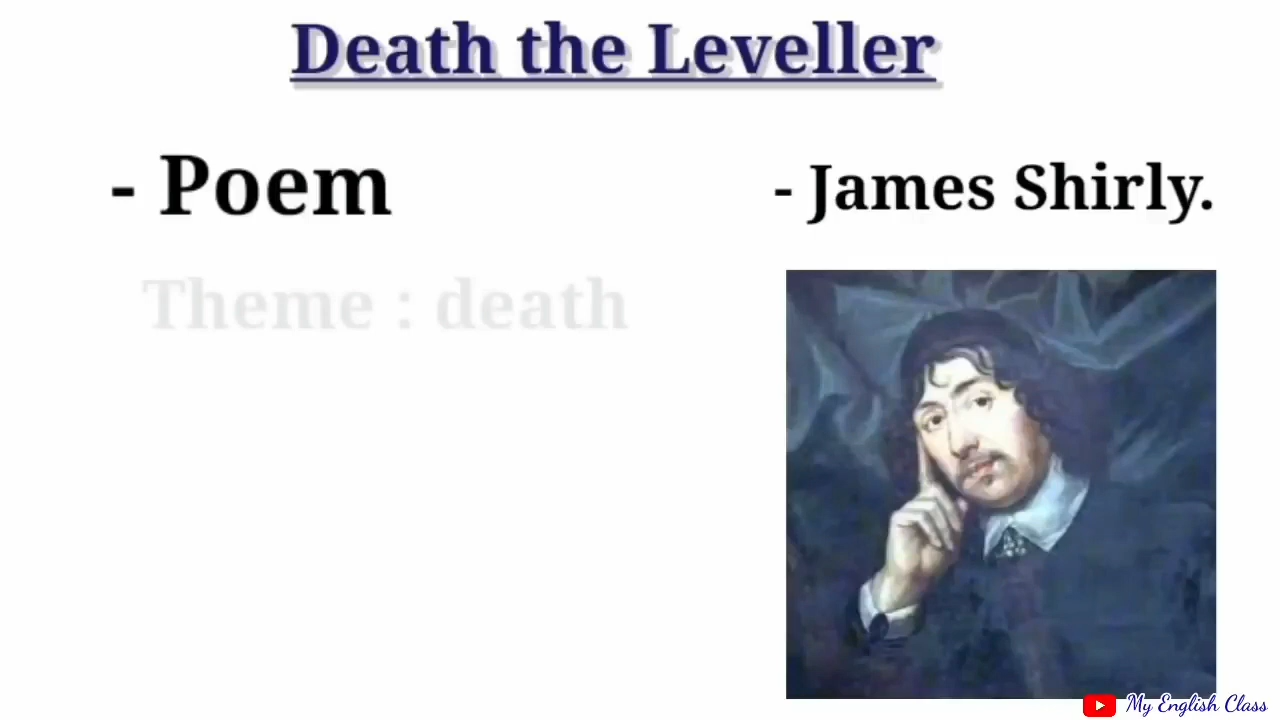 Death the Leveller
- Poem
- James Shirly.
Theme : death
My English Class